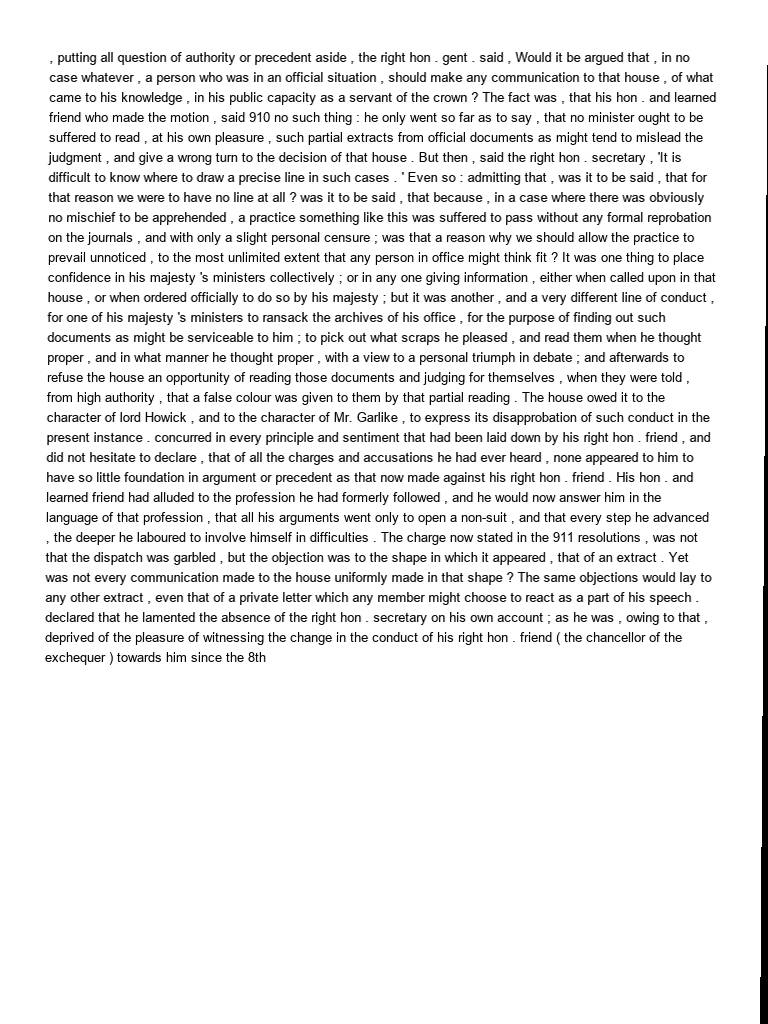 , putting all question of authority or precedent aside , the right hon . gent . said , Would it be argued that , in no
case whatever , a person who was in an official situation , should make any communication to that house , of what
came to his knowledge , in his public capacity as a servant of the crown ? The fact was , that his hon . and learned
friend who made the motion , said 910 no such thing : he only went so far as to say , that no minister ought to be
suffered to read , at his own pleasure , such partial extracts from official documents as might tend to mislead the
judgment , and give a wrong turn to the decision of that house . But then , said the right hon . secretary , 'It is
difficult to know where to draw a precise line in such cases . ' Even so : admitting that , was it to be said , that for
that reason we were to have no line at all ? was it to be said , that because , in a case where there was obviously
no mischief to be apprehended , a practice something like this was suffered to pass without any formal reprobation
on the journals , and with only a slight personal censure ; was that a reason why we should allow the practice to
prevail unnoticed , to the most unlimited extent that any person in office might think fit ? It was one thing to place
confidence in his majesty 's ministers collectively ; or in any one giving information , either when called upon in that
house , or when ordered officially to do so by his majesty ; but it was another , and a very different line of conduct ,
for one of his majesty 's ministers to ransack the archives of his office , for the purpose of finding out such
documents as might be serviceable to him ; to pick out what scraps he pleased , and read them when he thought
proper , and in what manner he thought proper , with a view to a personal triumph in debate ; and afterwards to
refuse the house an opportunity of reading those documents and judging for themselves , when they were told ,
from high authority , that a false colour was given to them by that partial reading . The house owed it to the
character of lord Howick , and to the character of Mr. Garlike , to express its disapprobation of such conduct in the
present instance . concurred in every principle and sentiment that had been laid down by his right hon . friend , and
did not hesitate to declare , that of all the charges and accusations he had ever heard , none appeared to him to
have so little foundation in argument or precedent as that now made against his right hon . friend . His hon . and
learned friend had alluded to the profession he had formerly followed , and he would now answer him in the
language of that profession , that all his arguments went only to open a non-suit , and that every step he advanced
, the deeper he laboured to involve himself in difficulties . The charge now stated in the 911 resolutions , was not
that the dispatch was garbled , but the objection was to the shape in which it appeared , that of an extract . Yet
was not every communication made to the house uniformly made in that shape ? The same objections would lay to
any other extract , even that of a private letter which any member might choose to react as a part of his speech .
declared that he lamented the absence of the right hon . secretary on his own account ; as he was , owing to that ,
deprived of the pleasure of witnessing the change in the conduct of his right hon . friend ( the chancellor of the
exchequer ) towards him since the 8th